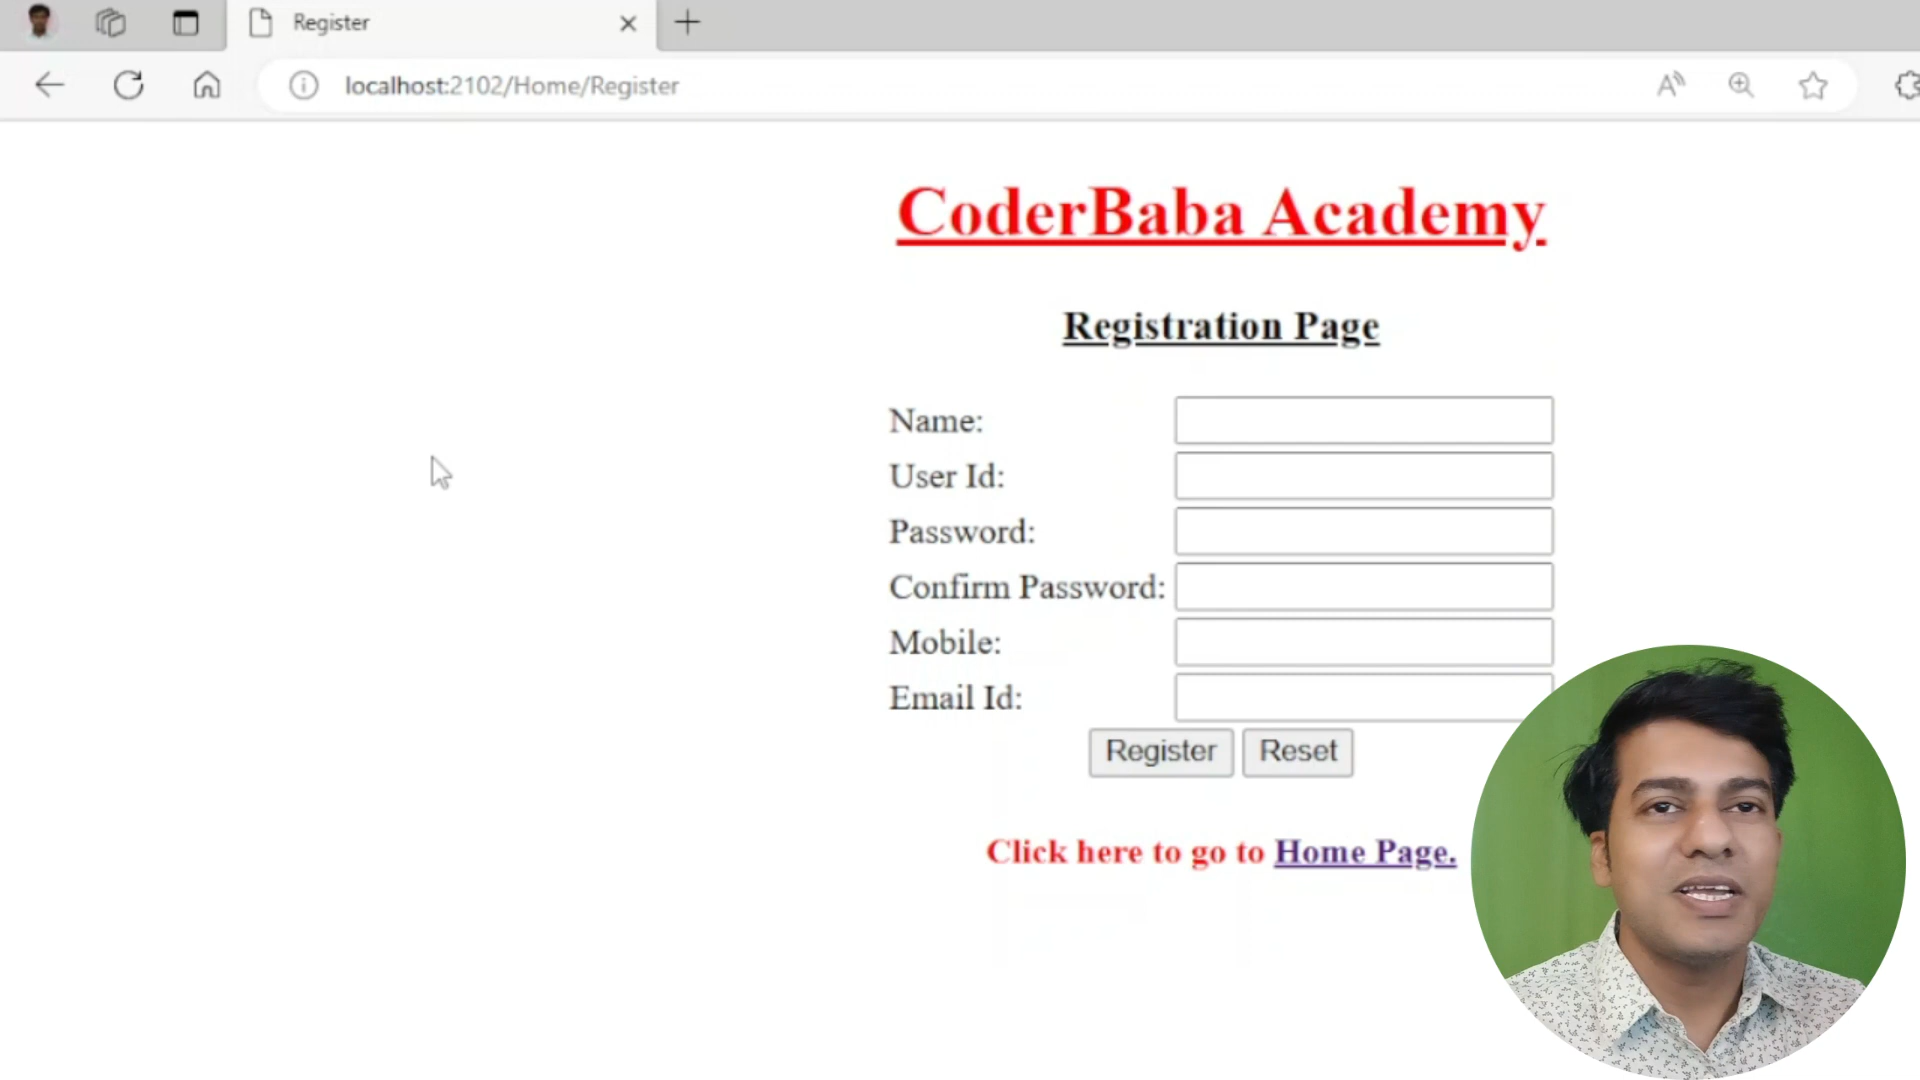 Register
localhost:2102/Home/Register
CoderBaba Academy
Registration Page
Name:
User Id:
Password:
Confirm Password:
Mobile:
Email Id:
Register Reset
Click here to go to Home Page.